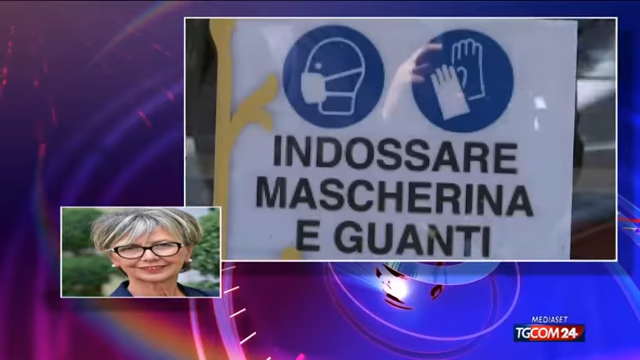 INDOSSARE
MASCHERINA
E GUANTI
MEDIASET
TGCOM24